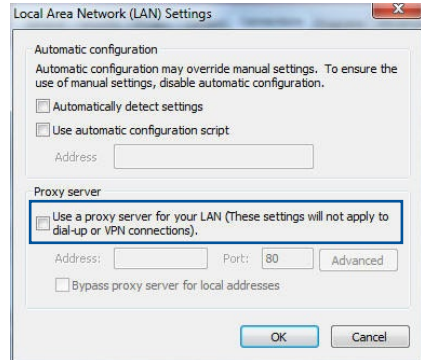 Local Area Network (LAN) Settings
Automatic configuration
Automatic configuration may override manual settings. To ensure the
use of manual settings, disable automatic configuration.
Automatically detect settings
Use automatic configuration script
Address
Proxy server
Use a proxy server for your LAN (These settings will not apply to
dial-up or VPN connections).
Address:
Port: 80 Advanced
Bypass proxy server for local addresses
OK Cancel